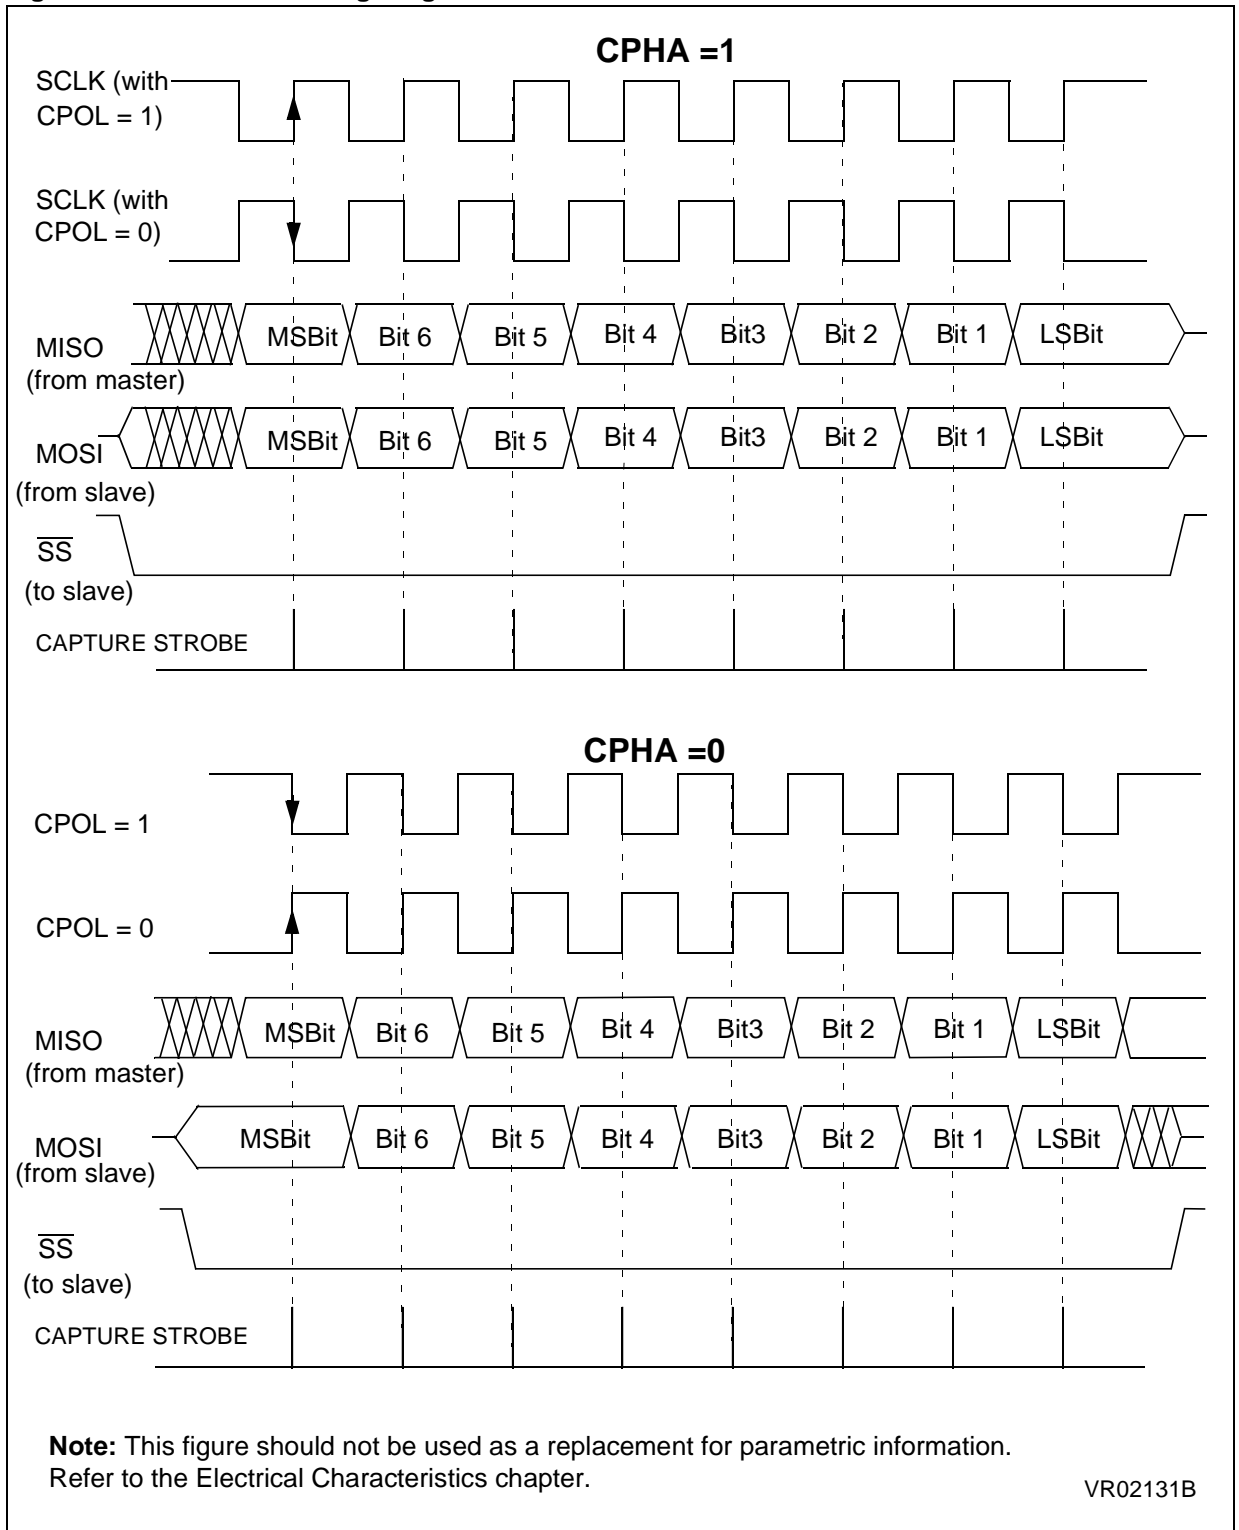 CPHA =1
SCLK (with
CPOL = 1)
SCLK (with
CPOL = 0)
MSBit Bit 6 Bit 5 Bit 4 Bit3 Bit 2 Bit 1 LSBit
MISO
(from master)
MSBit Bit 6 Bit 5 Bit 4 Bit3 Bit 2 Bit 1 LSBit
MOSI
(from slave)
SS
(to slave)
CAPTURE STROBE
CPHA =0
CPOL = 1
CPOL = 0
MSBit Bit 6 Bit 5 Bit 4 Bit3 Bit 2 Bit 1 LSBit
MISO
(from master)
MSBit Bit 6 Bit 5 Bit 4 Bit3 Bit 2 Bit 1 LSBit
MOSI
(from slave)
SS
(to slave)
CAPTURE STROBE
Note: This figure should not be used as a replacement for parametric information.
Refer to the Electrical Characteristics chapter.
VR02131B